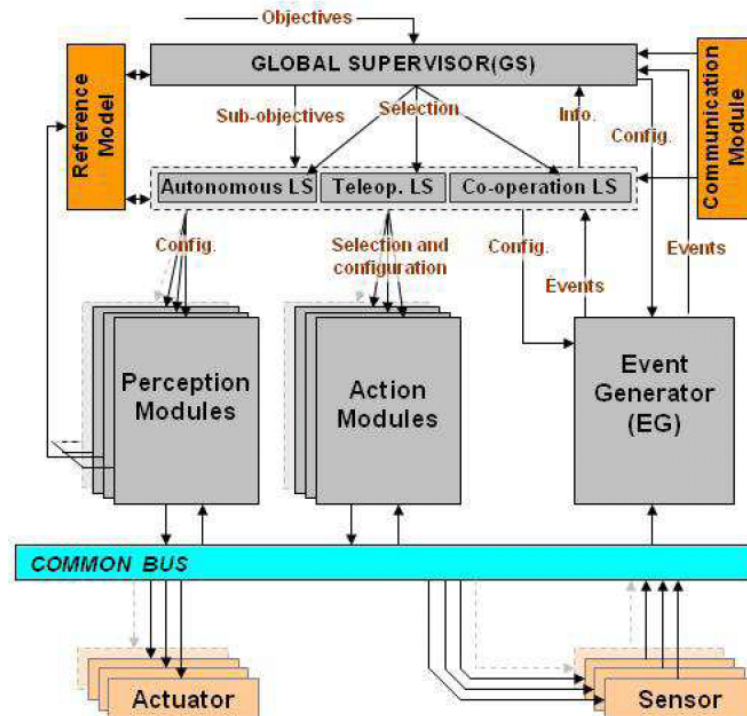 Objectives
GLOBAL SUPERVISOR(GS)
Reference
Model
Communication
Module
Sub-objectives
Selection
Info.
Config.
Autonomous LS
Teleop. LS
Co-operation LS
Config.
Selection and
configuration
Config.
Events
Events
Perception
Modules
Action
Modules
Event
Generator
(EG)
COMMON BUS
Actuator
Sensor